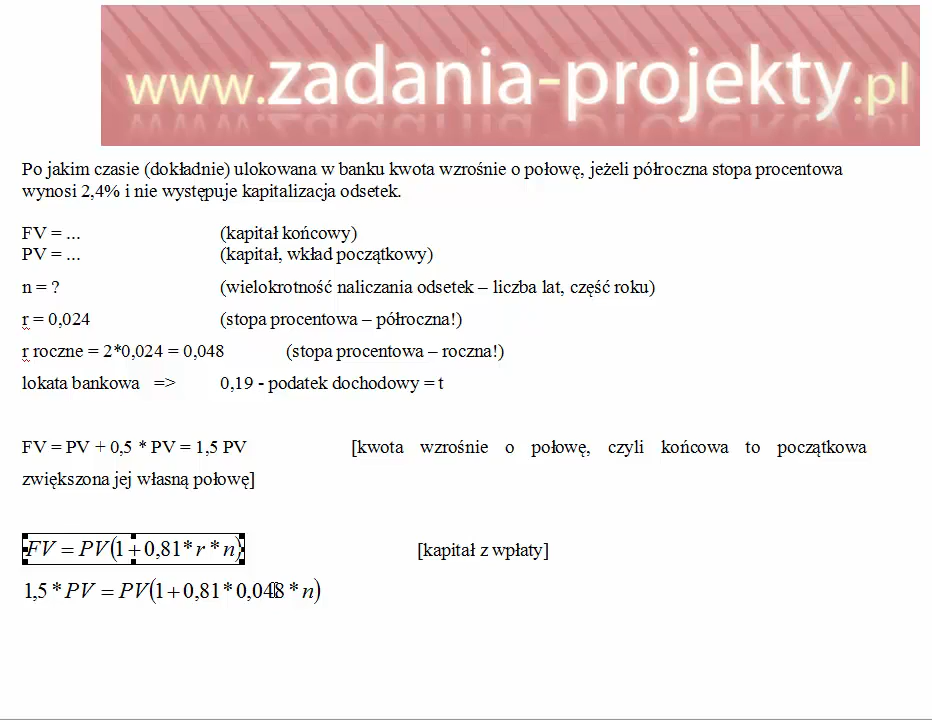 www.zadania-projekty.pl
Po jakim czasie (dokładnie) ulokowana w banku kwota wzrośnie o połowę, jeżeli półroczna stopa procentowa
wynosi 2,4% i nie występuje kapitalizacja odsetek.
FV = ... (kapitał końcowy)
PV = ... (kapitał, wkład początkowy)
n = ? (wielokrotność naliczania odsetek – liczba lat, część roku)
r = 0,024 (stopa procentowa – półroczna!)
r roczne = 2*0,024 = 0,048 (stopa procentowa – roczna!)
lokata bankowa => 0,19 - podatek dochodowy = t
FV = PV + 0,5 * PV = 1,5 PV [kwota wzrośnie o połowę, czyli końcowa to początkowa
zwiększona jej własną połowę]
FV = PV(1+0,81*r*n) [kapitał z wpłaty]
1,5*PV = PV(1+0,81*0,048*n)